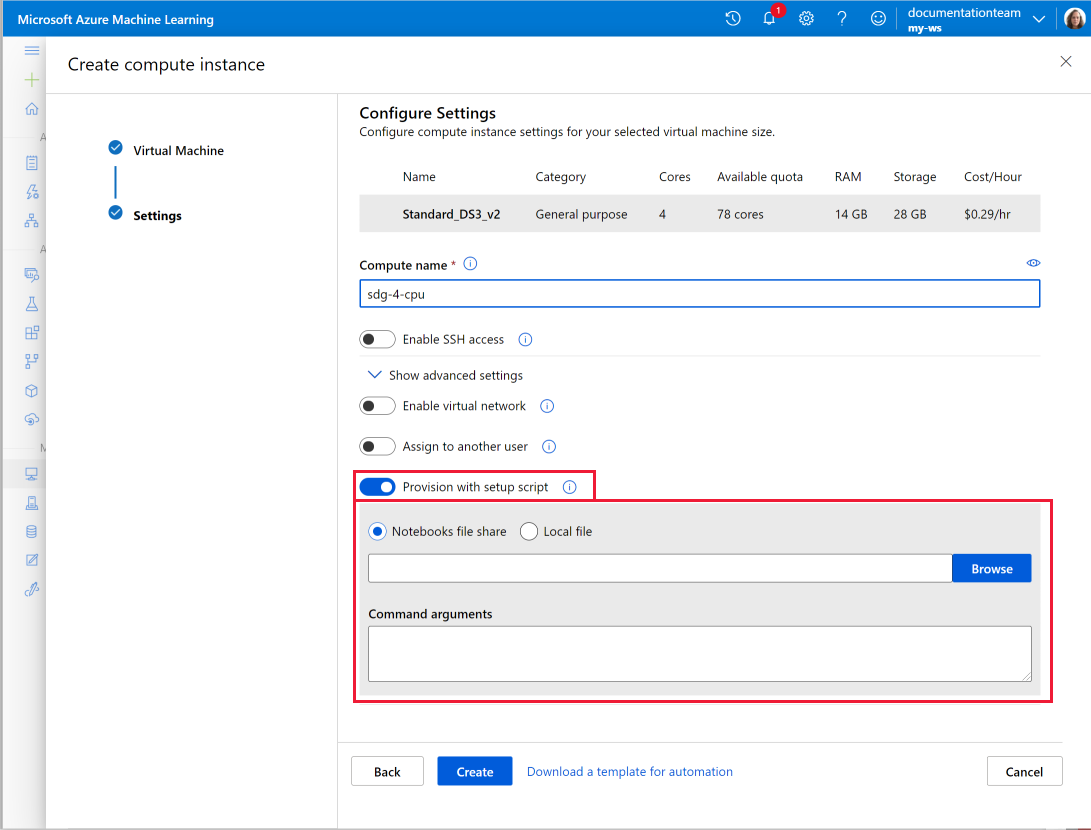 Microsoft Azure Machine Learning
1
documentationteam
my-ws
Create compute instance
A
A
M
Virtual Machine
Settings
Configure Settings
Configure compute instance settings for your selected virtual machine size.
Name Category Cores Available quota RAM Storage Cost/Hour
Standard_DS3_v2 General purpose 4 78 cores 14 GB 28 GB $0.29/hr
Compute name *
sdg-4-cpu
Enable SSH access
Show advanced settings
Enable virtual network
Assign to another user
Provision with setup script
Notebooks file share Local file
Browse
Command arguments
Back Create Download a template for automation Cancel